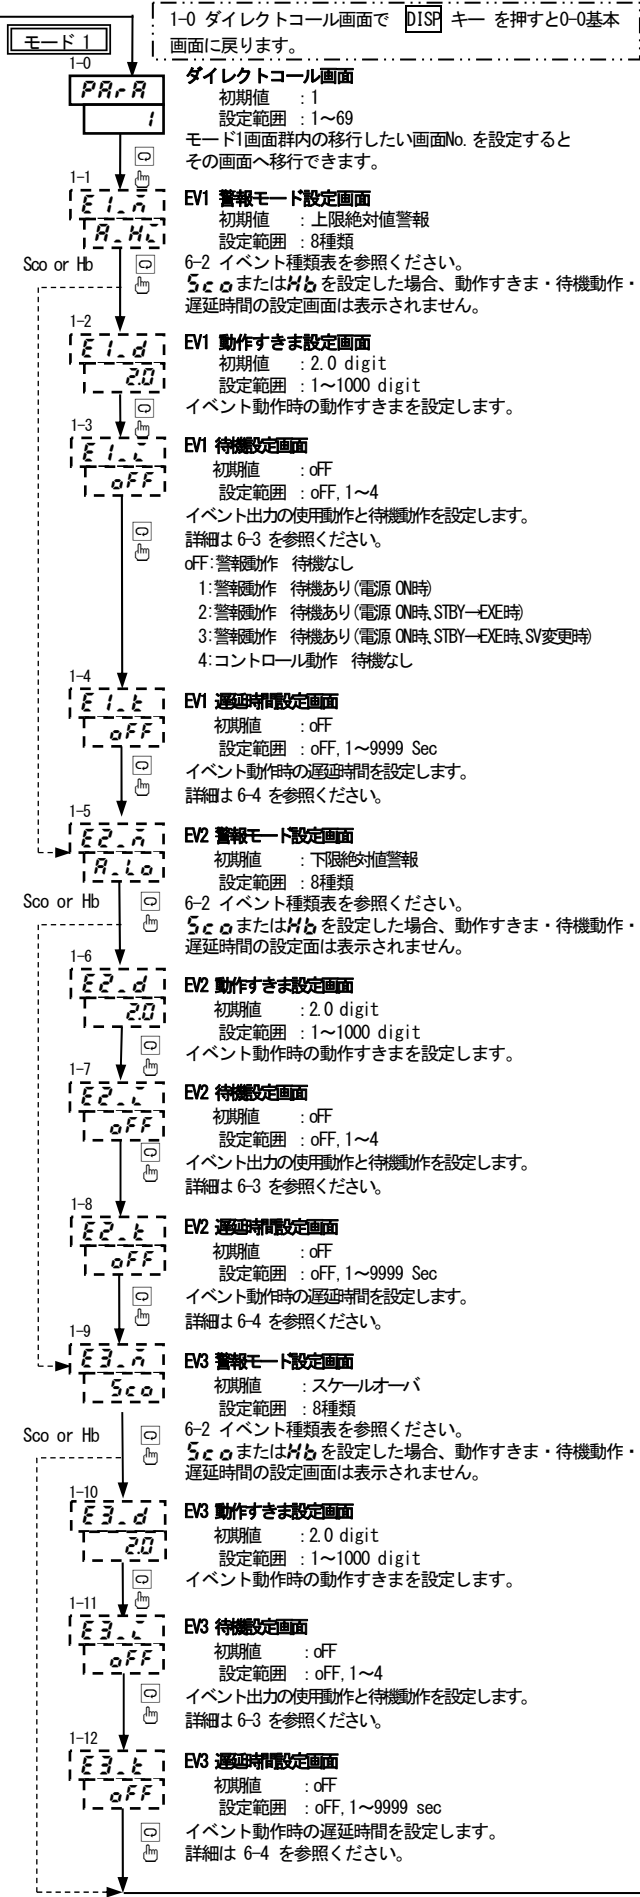 モード 1
1-0 ダイレクトコール画面で DISP キー を押すと0-0基本
画面に戻ります。
1-0
PArA
1
ダイレクトコール画面
初期値 :1
設定範囲 :1～69
モード1画面群内の移行したい画面No.を設定すると
その画面へ移行できます。
1-1
E1_m
A_Hi
EV1 警報モード設定画面
初期値 :上限絶対値警報
設定範囲 :8種類
6-2 イベント種類表を参照ください。
ScoまたはHbを設定した場合、動作すきま・待機動作・
遅延時間の設定画面は表示されません。
Sco or Hb
1-2
E1_d
2.0
EV1 動作すきま設定画面
初期値 :2.0 digit
設定範囲 :1～1000 digit
イベント動作時の動作すきまを設定します。
1-3
E1_i
oFF
EV1 待機設定画面
初期値 :oFF
設定範囲 :oFF,1～4
イベント出力の使用動作と待機動作を設定します。
詳細は 6-3 を参照ください。
oFF:警報動作 待機なし
1:警報動作 待機あり(電源 ON時)
2:警報動作 待機あり(電源 ON時、STBY→EXE時)
3:警報動作 待機あり(電源 ON時、STBY→EXE時、SV変更時)
4:コントロール動作 待機なし
1-4
E1_t
oFF
EV1 遅延時間設定画面
初期値 :oFF
設定範囲 :oFF,1～9999 Sec
イベント動作時の遅延時間を設定します。
詳細は 6-4 を参照ください。
1-5
E2_m
A_Lo
EV2 警報モード設定画面
初期値 :下限絶対値警報
設定範囲 :8種類
6-2 イベント種類表を参照ください。
ScoまたはHbを設定した場合、動作すきま・待機動作・
遅延時間の設定面は表示されません。
Sco or Hb
1-6
E2_d
2.0
EV2 動作すきま設定画面
初期値 :2.0 digit
設定範囲 :1～1000 digit
イベント動作時の動作すきまを設定します。
1-7
E2_i
oFF
EV2 待機設定画面
初期値 :oFF
設定範囲 :oFF,1～4
イベント出力の使用動作と待機動作を設定します。
詳細は 6-3 を参照ください。
1-8
E2_t
oFF
EV2 遅延時間設定画面
初期値 :oFF
設定範囲 :oFF,1～9999 Sec
イベント動作時の遅延時間を設定します。
詳細は 6-4 を参照ください。
1-9
E3_m
Sco
EV3 警報モード設定画面
初期値 :スケールオーバ
設定範囲 :8種類
6-2 イベント種類表を参照ください。
ScoまたはHbを設定した場合、動作すきま・待機動作・
遅延時間の設定画面は表示されません。
Sco or Hb
1-10
E3_d
2.0
EV3 動作すきま設定画面
初期値 :2.0 digit
設定範囲 :1～1000 digit
イベント動作時の動作すきまを設定します。
1-11
E3_i
oFF
EV3 待機設定画面
初期値 :oFF
設定範囲 :oFF,1～4
イベント出力の使用動作と待機動作を設定します。
詳細は 6-3 を参照ください。
1-12
E3_t
oFF
EV3 遅延時間設定画面
初期値 :oFF
設定範囲 :oFF,1～9999 sec
イベント動作時の遅延時間を設定します。
詳細は 6-4 を参照ください。